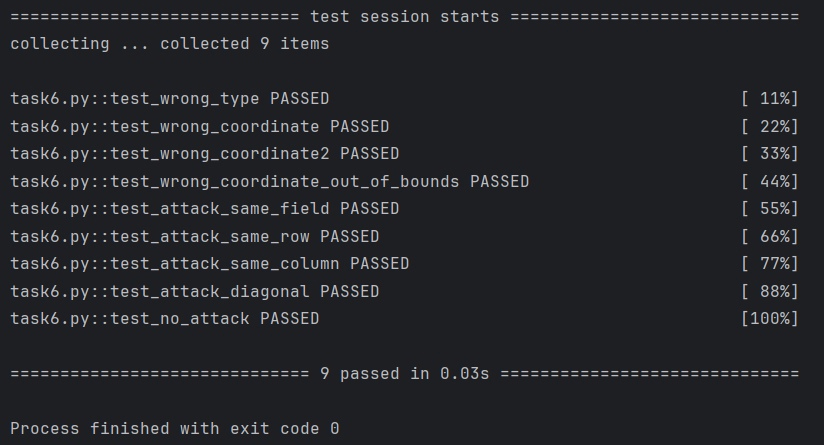 ============================= test session starts =============================
collecting ... collected 9 items
task6.py::test_wrong_type PASSED [ 11%]
task6.py::test_wrong_coordinate PASSED [ 22%]
task6.py::test_wrong_coordinate2 PASSED [ 33%]
task6.py::test_wrong_coordinate_out_of_bounds PASSED [ 44%]
task6.py::test_attack_same_field PASSED [ 55%]
task6.py::test_attack_same_row PASSED [ 66%]
task6.py::test_attack_same_column PASSED [ 77%]
task6.py::test_attack_diagonal PASSED [ 88%]
task6.py::test_no_attack PASSED [100%]
============================== 9 passed in 0.03s ==============================
Process finished with exit code 0